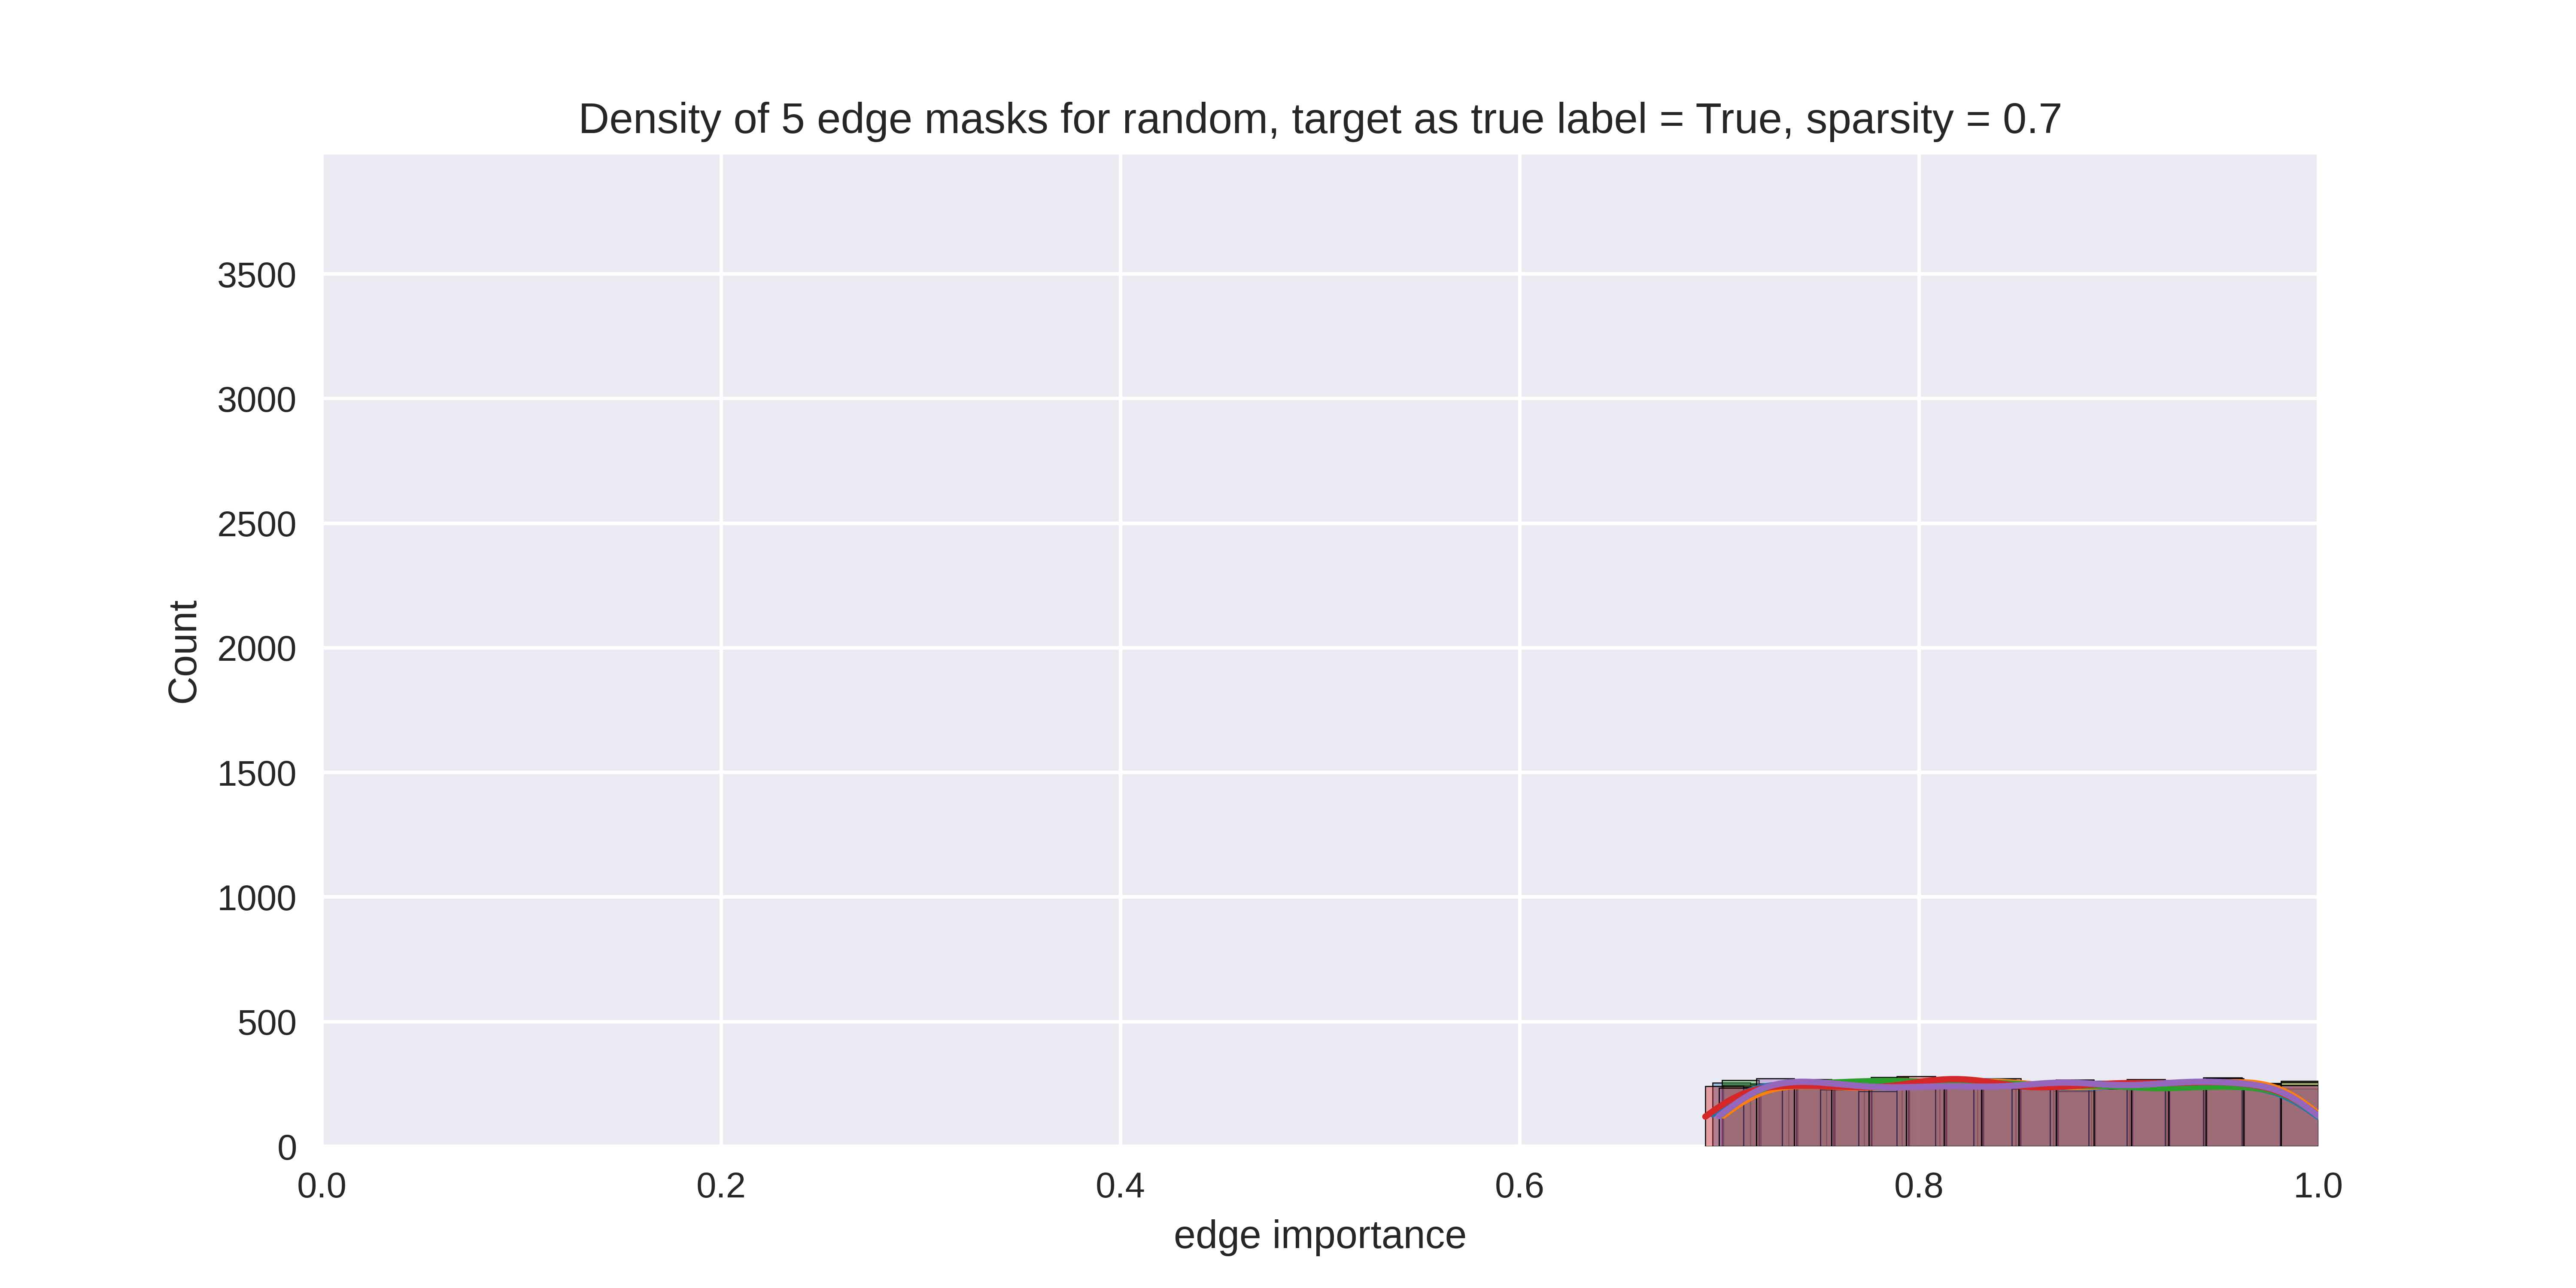 Density of 5 edge masks for random, target as true label = True, sparsity = 0.7
3500
3000
2500
2000
1500
1000
500
0
Count
0.0 0.2 0.4 0.6 0.8 1.0
edge importance